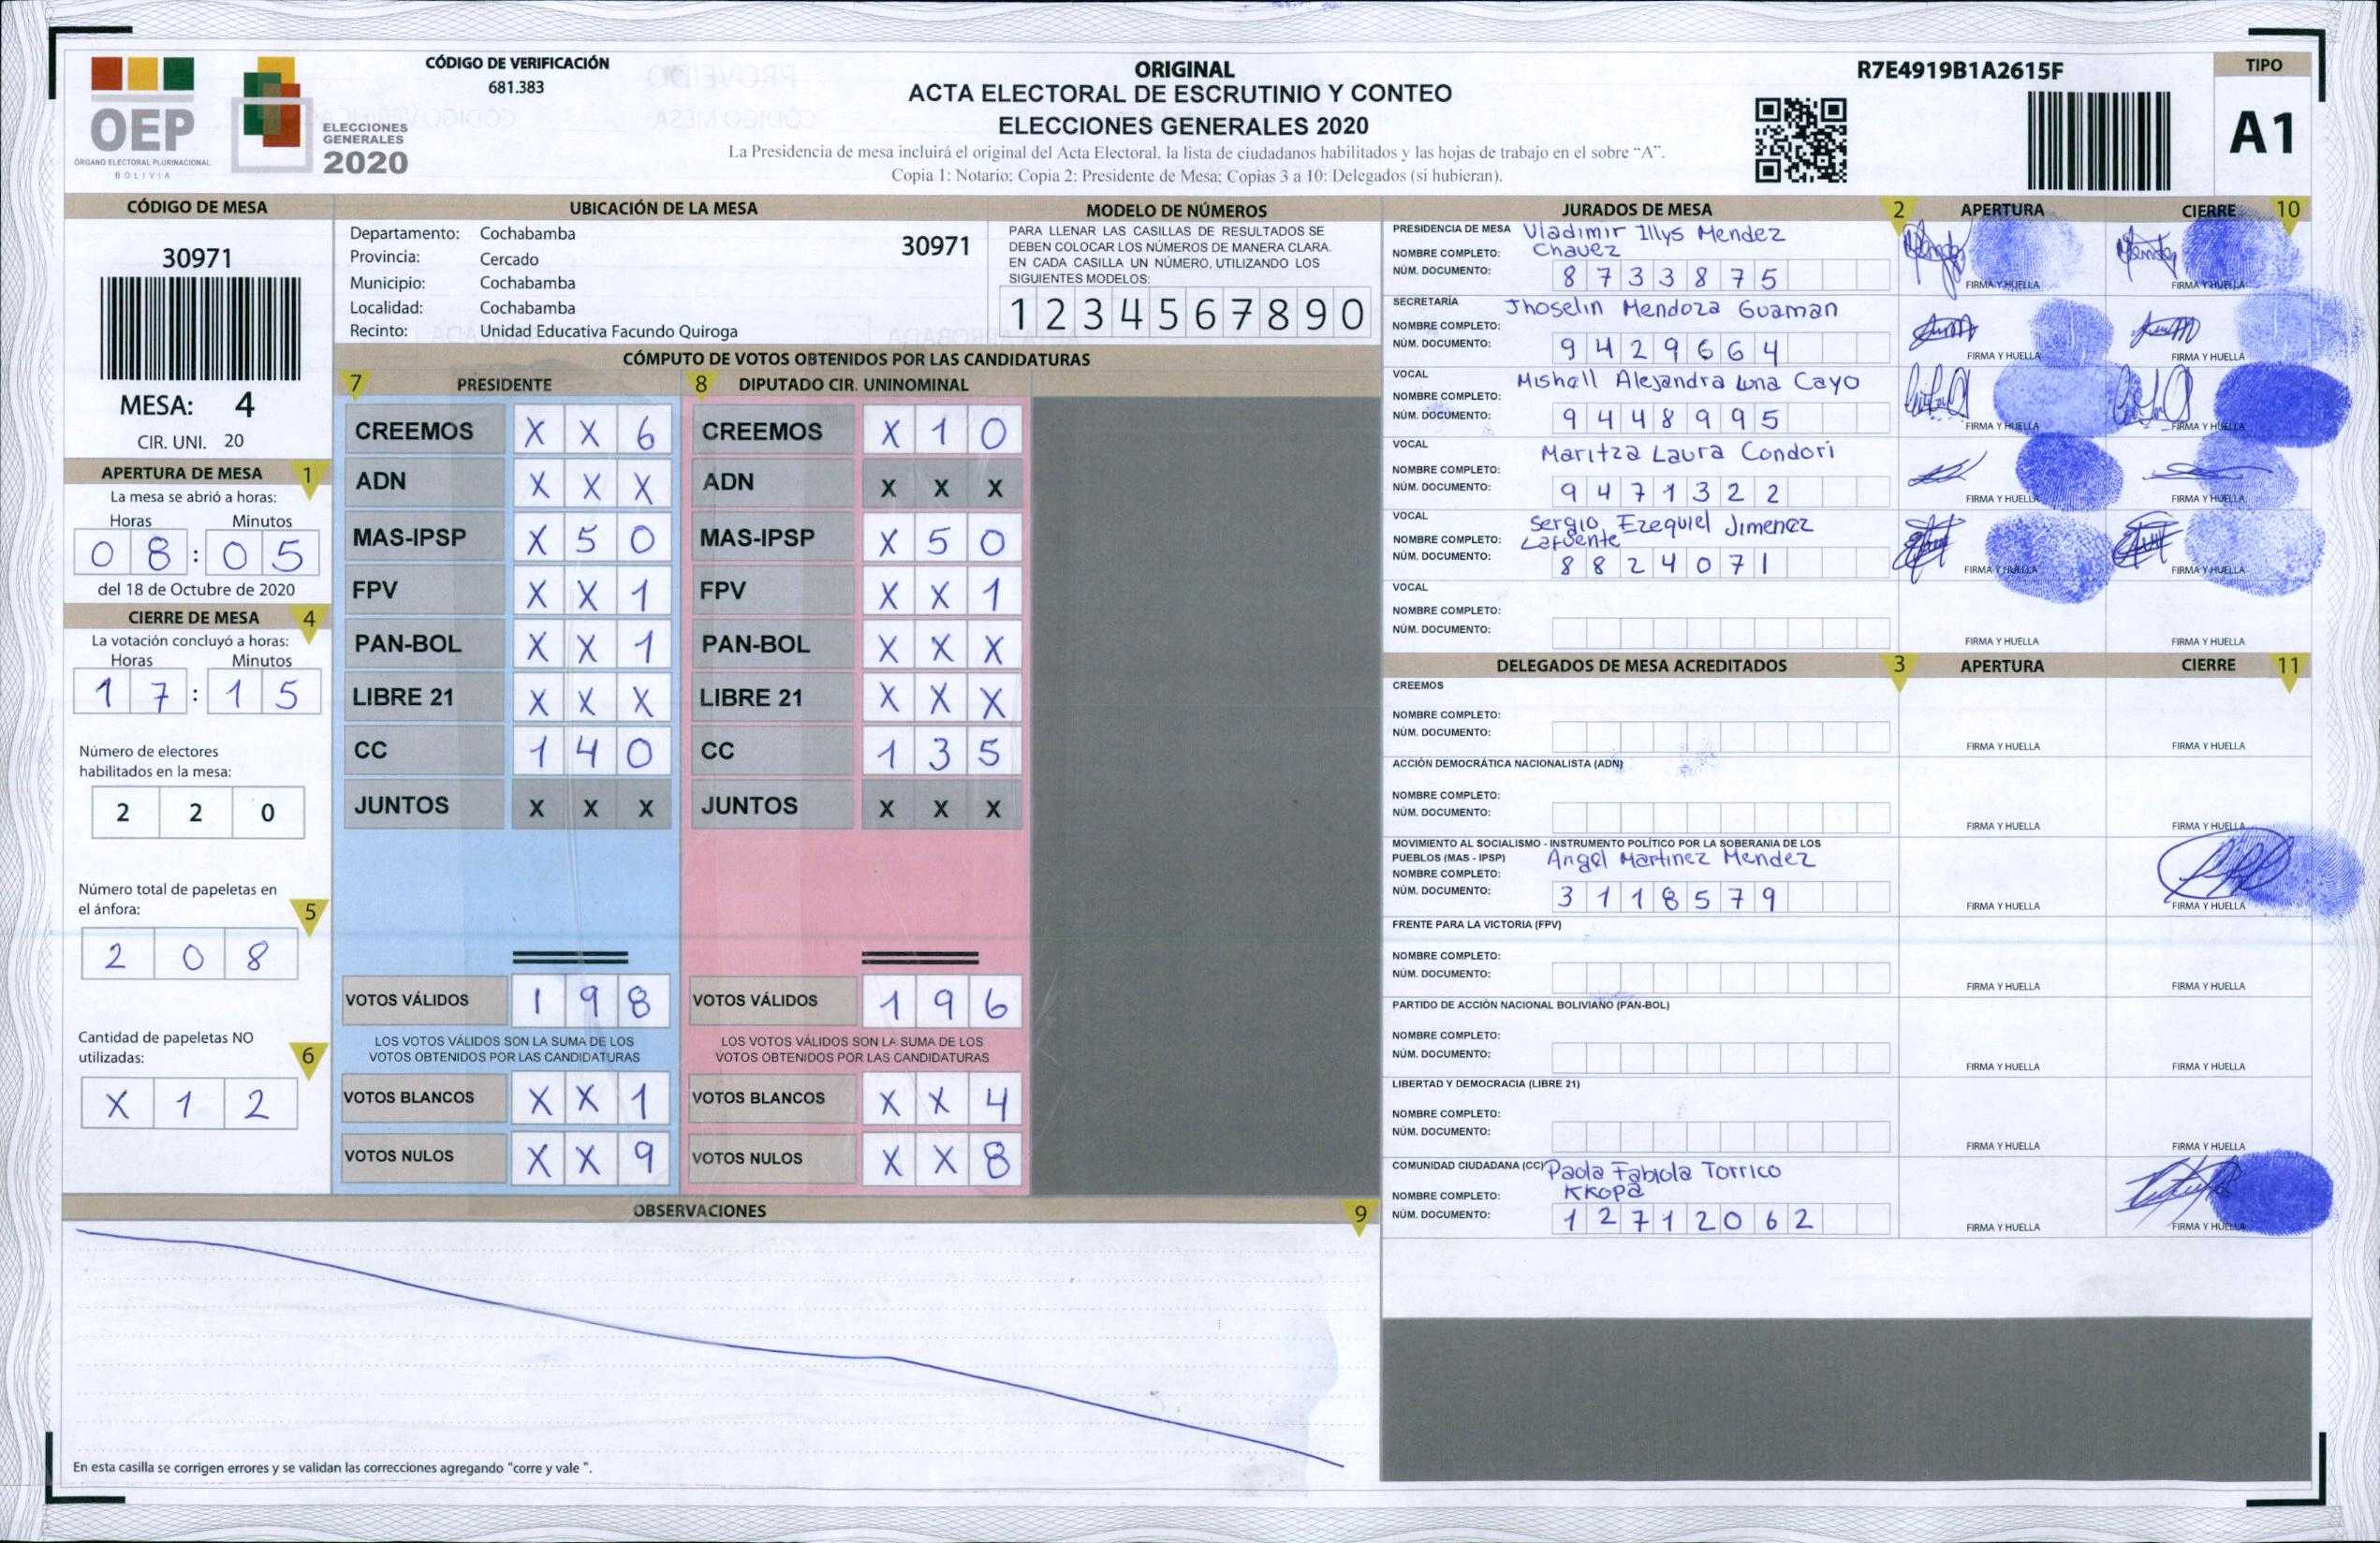 CÓDIGO DE VERIFICACIÓN
681.383
OEP
ÓRGANO ELECTORAL PLURINACIONAL
BOLIVIA
ELECCIONES
GENERALES
2020
ORIGINAL
ACTA ELECTORAL DE ESCRUTINIO Y CONTEO
ELECCIONES GENERALES 2020
La Presidencia de mesa incluirá el original del Acta Electoral, la lista de ciudadanos habilitados y las hojas de trabajo en el sobre "A".
Copia 1: Notario; Copia 2: Presidente de Mesa; Copias 3 a 10: Delegados (si hubieran).
R7E4919B1A2615F
TIPO
A1
CÓDIGO DE MESA
30971
MESA: 4
CIR. UNI. 20
APERTURA DE MESA 1
La mesa se abrió a horas:
Horas Minutos
0 8 : 0 5
del 18 de Octubre de 2020
CIERRE DE MESA 4
La votación concluyó a horas:
Horas Minutos
1 7 : 1 5
Número de electores
habilitados en la mesa:
2 2 0
Número total de papeletas en
el ánfora: 5
2 0 8
Cantidad de papeletas NO
utilizadas: 6
X 1 2
UBICACIÓN DE LA MESA
Departamento: Cochabamba
30971
Provincia: Cercado
Municipio: Cochabamba
Localidad: Cochabamba
Recinto: Unidad Educativa Facundo Quiroga
MODELO DE NÚMEROS
PARA LLENAR LAS CASILLAS DE RESULTADOS SE
DEBEN COLOCAR LOS NÚMEROS DE MANERA CLARA.
EN CADA CASILLA UN NÚMERO, UTILIZANDO LOS
SIGUIENTES MODELOS:
1 2 3 4 5 6 7 8 9 0
CÓMPUTO DE VOTOS OBTENIDOS POR LAS CANDIDATURAS
7 PRESIDENTE 8 DIPUTADO CIR. UNINOMINAL
CREEMOS X X 6 CREEMOS X 1 0
ADN X X X ADN X X X
MAS-IPSP X 5 0 MAS-IPSP X 5 0
FPV X X 1 FPV X X 1
PAN-BOL X X 1 PAN-BOL X X X
LIBRE 21 X X X LIBRE 21 X X X
CC 1 4 0 CC 1 3 5
JUNTOS X X X JUNTOS X X X
VOTOS VÁLIDOS 1 9 8 VOTOS VÁLIDOS 1 9 6
LOS VOTOS VÁLIDOS SON LA SUMA DE LOS LOS VOTOS VÁLIDOS SON LA SUMA DE LOS
VOTOS OBTENIDOS POR LAS CANDIDATURAS VOTOS OBTENIDOS POR LAS CANDIDATURAS
VOTOS BLANCOS X X 1 VOTOS BLANCOS X X 4
VOTOS NULOS X X 9 VOTOS NULOS X X 8
OBSERVACIONES 9
En esta casilla se corrigen errores y se validan las correcciones agregando "corre y vale ".
JURADOS DE MESA 2 APERTURA CIERRE 10
PRESIDENCIA DE MESA Vladimir Illys Mendez
NOMBRE COMPLETO: Chavez
NÚM. DOCUMENTO: 8 7 3 3 8 7 5
FIRMA Y HUELLA FIRMA Y HUELLA
SECRETARÍA Jhoselin Mendoza Guaman
NOMBRE COMPLETO:
NÚM. DOCUMENTO: 9 4 2 9 6 6 4
FIRMA Y HUELLA FIRMA Y HUELLA
VOCAL Mishell Alejandra Luna Cayo
NOMBRE COMPLETO:
NÚM. DOCUMENTO: 9 4 4 8 9 9 5
FIRMA Y HUELLA FIRMA Y HUELLA
VOCAL Maritza Laura Condori
NOMBRE COMPLETO:
NÚM. DOCUMENTO: 9 4 7 1 3 2 2
FIRMA Y HUELLA FIRMA Y HUELLA
VOCAL Sergio Ezequiel Jimenez
NOMBRE COMPLETO: Lafuente
NÚM. DOCUMENTO: 8 8 2 4 0 7 1
FIRMA Y HUELLA FIRMA Y HUELLA
VOCAL
NOMBRE COMPLETO:
NÚM. DOCUMENTO:
FIRMA Y HUELLA FIRMA Y HUELLA
DELEGADOS DE MESA ACREDITADOS 3 APERTURA CIERRE 11
CREEMOS
NOMBRE COMPLETO:
NÚM. DOCUMENTO:
FIRMA Y HUELLA FIRMA Y HUELLA
ACCIÓN DEMOCRÁTICA NACIONALISTA (ADN)
NOMBRE COMPLETO:
NÚM. DOCUMENTO:
FIRMA Y HUELLA FIRMA Y HUELLA
MOVIMIENTO AL SOCIALISMO - INSTRUMENTO POLÍTICO POR LA SOBERANIA DE LOS
PUEBLOS (MAS - IPSP) Angel Martinez Mendez
NOMBRE COMPLETO:
NÚM. DOCUMENTO: 3 1 1 8 5 7 9
FIRMA Y HUELLA FIRMA Y HUELLA
FRENTE PARA LA VICTORIA (FPV)
NOMBRE COMPLETO:
NÚM. DOCUMENTO:
FIRMA Y HUELLA FIRMA Y HUELLA
PARTIDO DE ACCIÓN NACIONAL BOLIVIANO (PAN-BOL)
NOMBRE COMPLETO:
NÚM. DOCUMENTO:
FIRMA Y HUELLA FIRMA Y HUELLA
LIBERTAD Y DEMOCRACIA (LIBRE 21)
NOMBRE COMPLETO:
NÚM. DOCUMENTO:
FIRMA Y HUELLA FIRMA Y HUELLA
COMUNIDAD CIUDADANA (CC) Paola Fabiola Torrico
NOMBRE COMPLETO: Kkopa
NÚM. DOCUMENTO: 1 2 7 1 2 0 6 2
FIRMA Y HUELLA FIRMA Y HUELLA